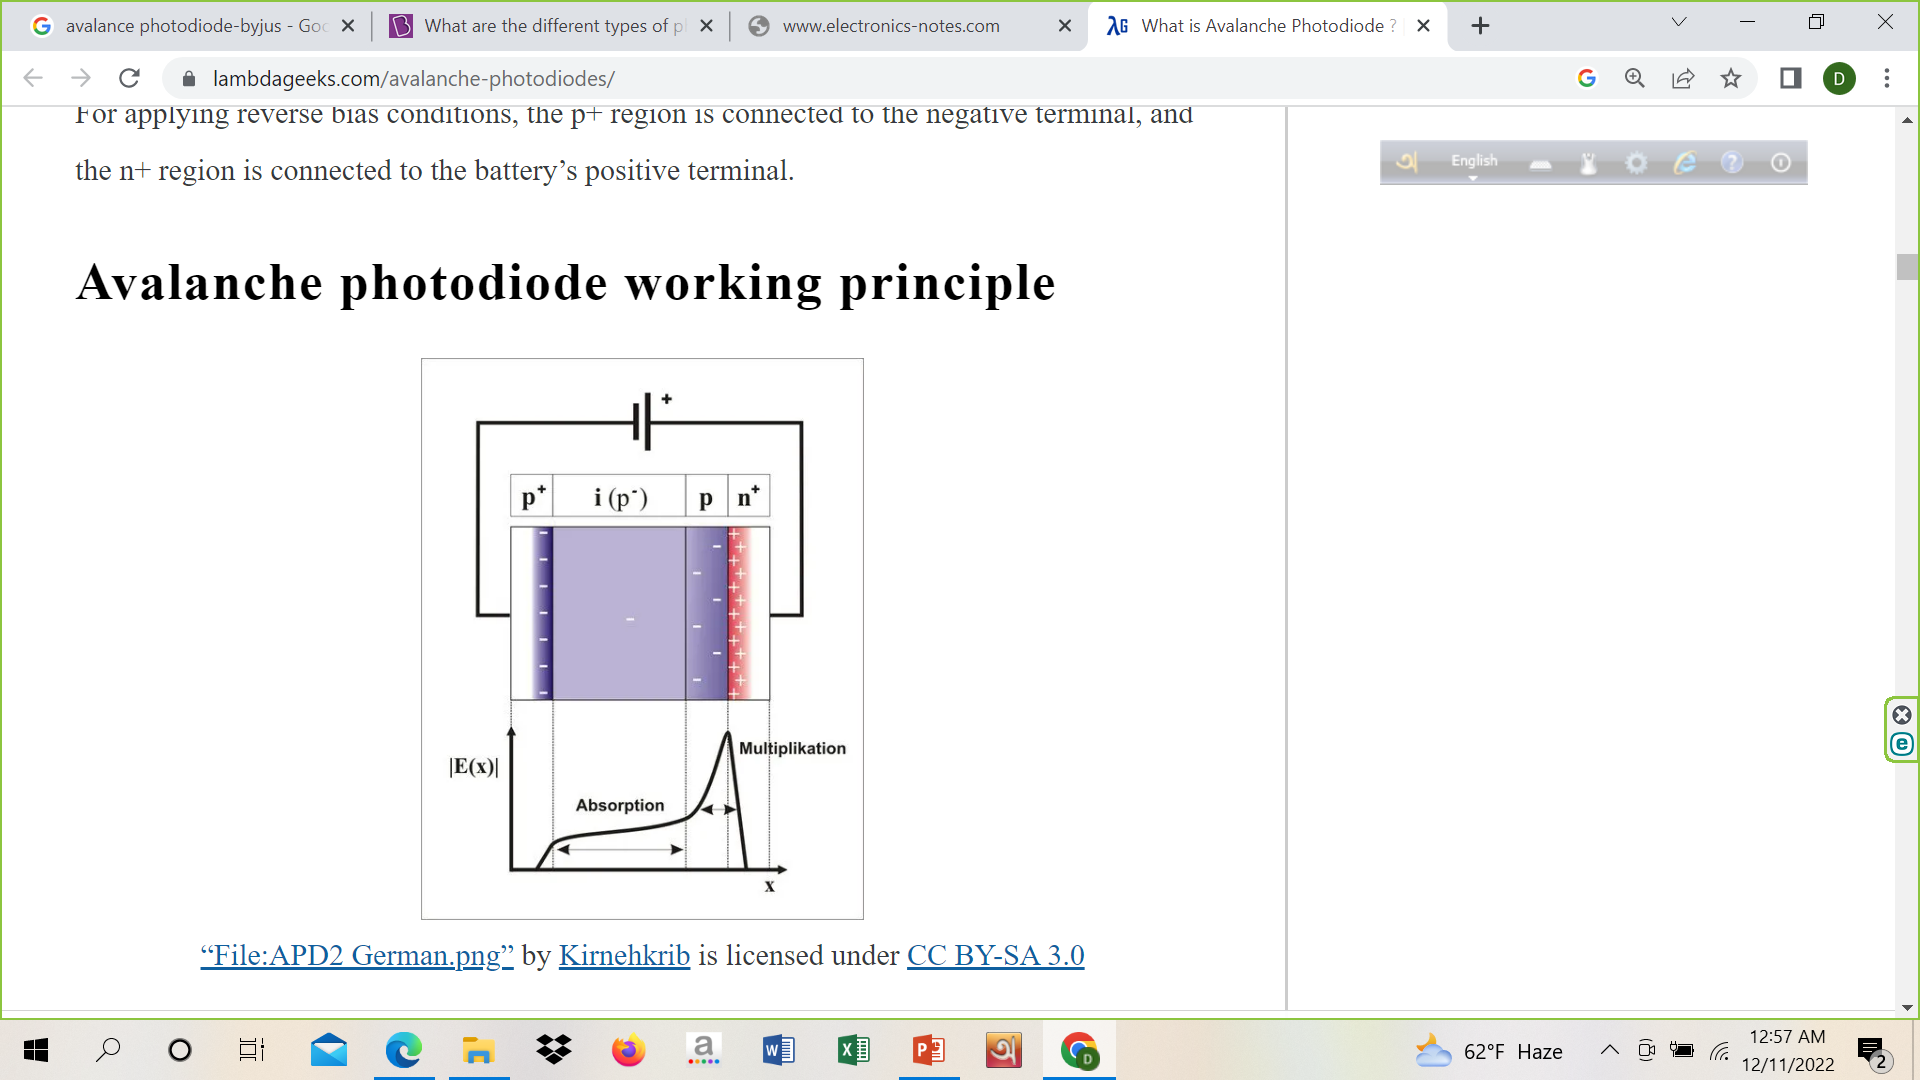 avalance photodiode-byjus - Goo
What are the different types of p
www.electronics-notes.com
λG What is Avalanche Photodiode ?
lambdageeks.com/avalanche-photodiodes/
D
For applying reverse bias conditions, the p+ region is connected to the negative terminal, and
the n+ region is connected to the battery’s positive terminal.
অ English
Avalanche photodiode working principle
+
p+ i (p-) p n+
|E(x)|
Multiplikation
Absorption
x
“File:APD2 German.png” by Kirnehkrib is licensed under CC BY-SA 3.0
62°F Haze
12:57 AM
12/11/2022
2